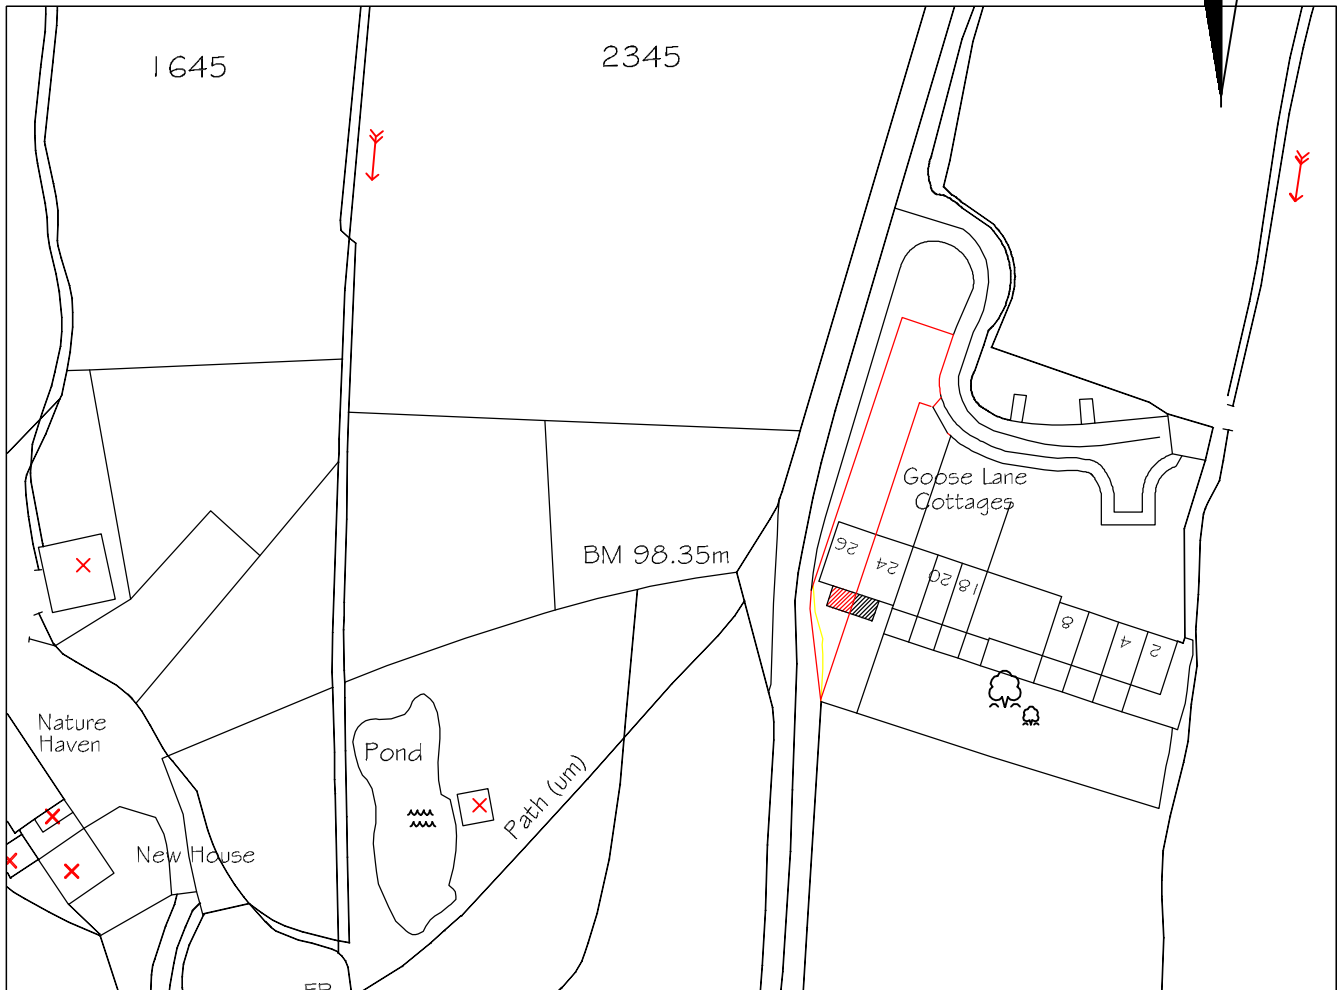 1645
2345
Goose Lane
Cottages
BM 98.35m
26
24
20
18
8
4
2
Nature
Haven
Pond
Path (um)
New House